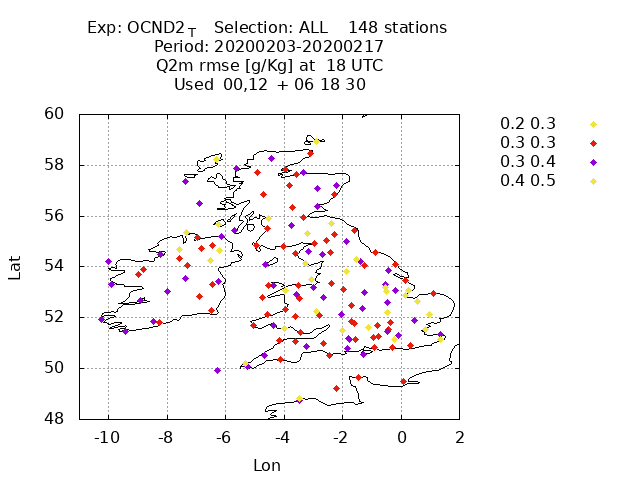 Exp: OCND2_T Selection: ALL 148 stations
Period: 20200203-20200217
Q2m rmse [g/Kg] at 18 UTC
Used 00,12 + 06 18 30
0.2 0.3
0.3 0.3
0.3 0.4
0.4 0.5
60
58
56
54
52
50
48
Lat
-10 -8 -6 -4 -2 0 2
Lon